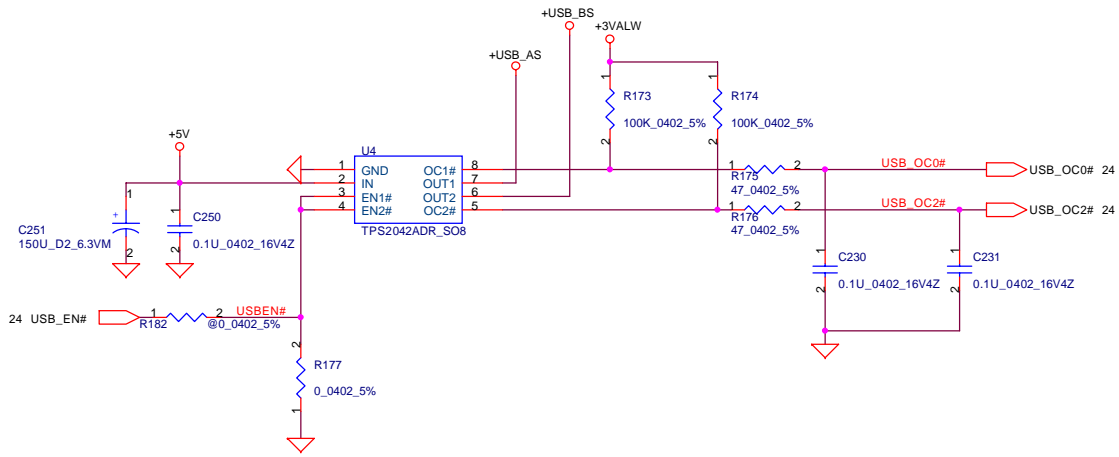 +USB_BS
+3VALW
+USB_AS
+5V
1
R173
100K_0402_5%
2
1
R174
100K_0402_5%
2
U4
1 GND OC1# 8
2 IN OUT1 7
3 EN1# OUT2 6
4 EN2# OC2# 5
TPS2042ADR_SO8
1
+
C251
150U_D2_6.3VM
2
1
C250
0.1U_0402_16V4Z
2
1 2
R175
47_0402_5%
USB_OC0#
USB_OC0# 24
1 2
R176
47_0402_5%
USB_OC2#
USB_OC2# 24
1
C230
0.1U_0402_16V4Z
2
1
C231
0.1U_0402_16V4Z
2
24 USB_EN#
1 2
R182
@0_0402_5%
USBEN#
2
R177
0_0402_5%
1